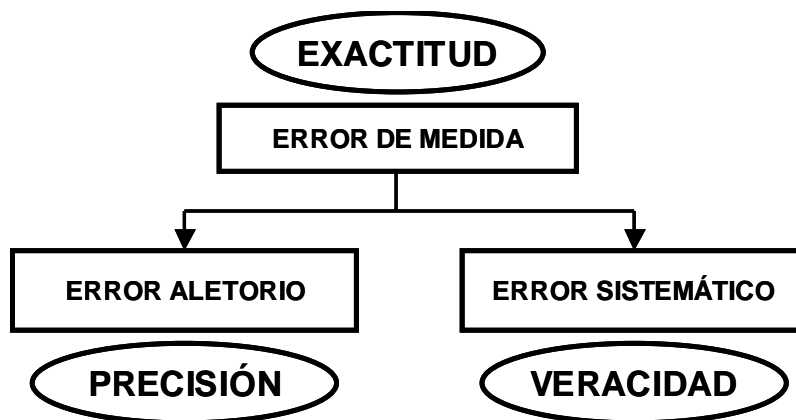 EXACTITUD
ERROR DE MEDIDA
ERROR ALETORIO
ERROR SISTEMÁTICO
PRECISIÓN
VERACIDAD